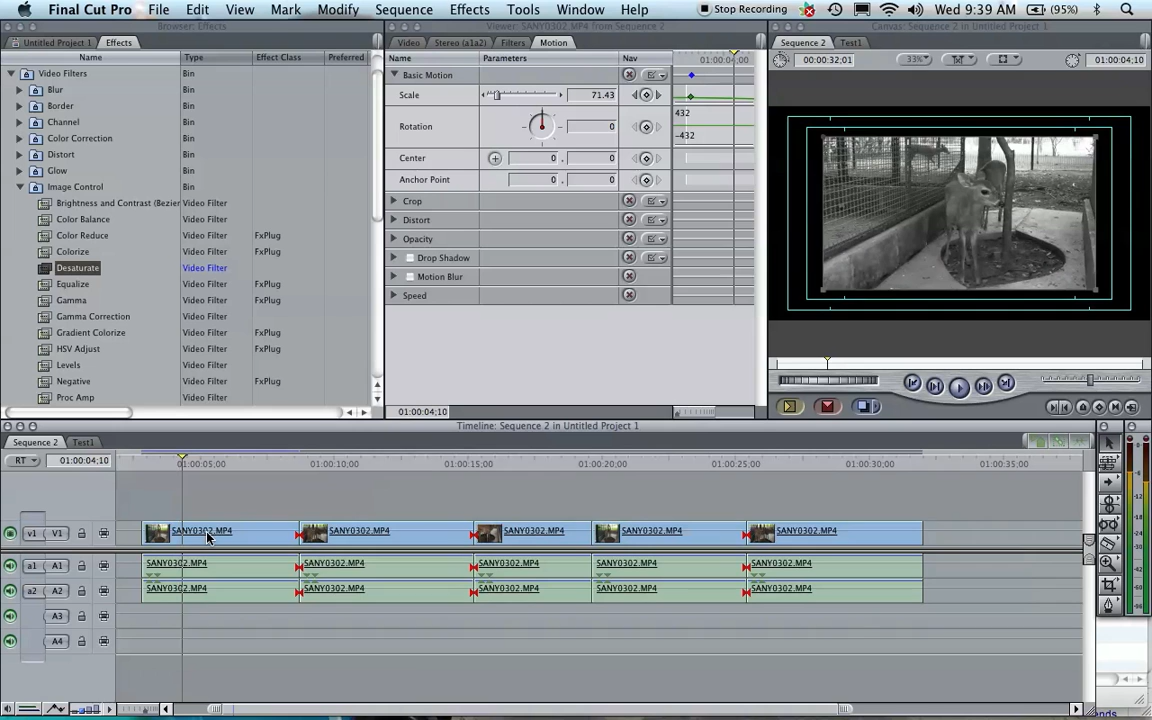 Final Cut Pro File Edit View Mark Modify Sequence Effects Tools Window Help Stop Recording Wed 9:39 AM (95%)
Browser: Effects
Viewer: SANY0302.MP4 from Sequence 2
Canvas: Sequence 2 in Untitled Project 1
Untitled Project 1 Effects
Video Stereo (a1a2) Filters Motion
Sequence 2 Test1
Name Type Effect Class Preferred
Name Parameters Nav 01:00:04;00
00:00:32;01 33% 01:00:04;10
Video Filters Bin
Blur Bin
Border Bin
Channel Bin
Color Correction Bin
Distort Bin
Glow Bin
Image Control Bin
Brightness and Contrast (Bezier Video Filter
Color Balance Video Filter
Color Reduce Video Filter FxPlug
Colorize Video Filter FxPlug
Desaturate Video Filter
Equalize Video Filter FxPlug
Gamma Video Filter FxPlug
Gamma Correction Video Filter
Gradient Colorize Video Filter FxPlug
HSV Adjust Video Filter FxPlug
Levels Video Filter
Negative Video Filter FxPlug
Proc Amp Video Filter
Basic Motion
Scale 71.43
432
Rotation 0
-432
Center 0 , 0
Anchor Point 0 , 0
Crop
Distort
Opacity
Drop Shadow
Motion Blur
Speed
01:00:04;10
Timeline: Sequence 2 in Untitled Project 1
Sequence 2 Test1
RT 01:00:04;10 01:00:05;00 01:00:10;00 01:00:15;00 01:00:20;00 01:00:25;00 01:00:30;00 01:00:35;00
v1 V1 SANY0302.MP4 SANY0302.MP4 SANY0302.MP4 SANY0302.MP4 SANY0302.MP4
a1 A1 SANY0302.MP4 SANY0302.MP4 SANY0302.MP4 SANY0302.MP4 SANY0302.MP4
a2 A2 SANY0302.MP4 SANY0302.MP4 SANY0302.MP4 SANY0302.MP4 SANY0302.MP4
A3
A4